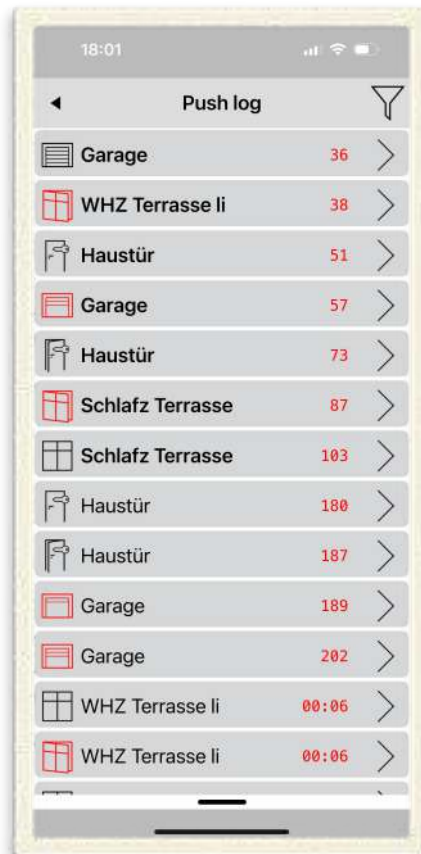 18:01
Push log
Garage 36
WHZ Terrasse li 38
Haustür 51
Garage 57
Haustür 73
Schlafz Terrasse 87
Schlafz Terrasse 103
Haustür 180
Haustür 187
Garage 189
Garage 202
WHZ Terrasse li 00:06
WHZ Terrasse li 00:06